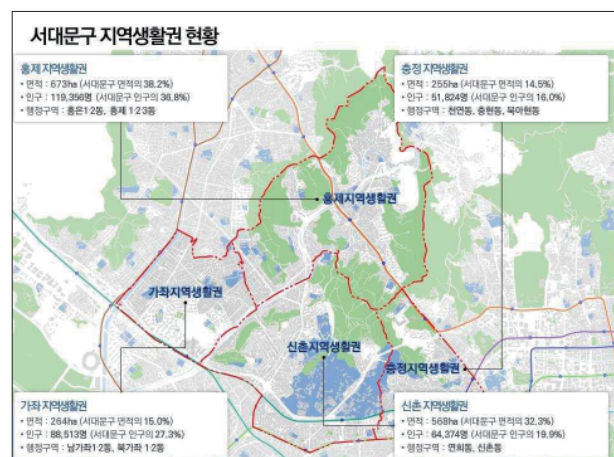 서대문구 지역생활권 현황
홍제 지역생활권
• 면적 : 673ha (서대문구 면적의 38.2%)
• 인구 : 119,356명 (서대문구 인구의 36.8%)
• 행정구역 : 홍은1·2동, 홍제 1·2·3동
충정 지역생활권
• 면적 : 255ha (서대문구 면적의 14.5%)
• 인구 : 51,824명 (서대문구 인구의 16.0%)
• 행정구역 : 천연동, 충현동, 북아현동
홍제지역생활권
가좌지역생활권
신촌지역생활권
충정지역생활권
가좌 지역생활권
• 면적 : 264ha (서대문구 면적의 15.0%)
• 인구 : 88,513명 (서대문구 인구의 27.3%)
• 행정구역 : 남가좌1·2동, 북가좌 1·2동
신촌 지역생활권
• 면적 : 568ha (서대문구 면적의 32.3%)
• 인구 : 64,374명 (서대문구 인구의 19.9%)
• 행정구역 : 연희동, 신촌동